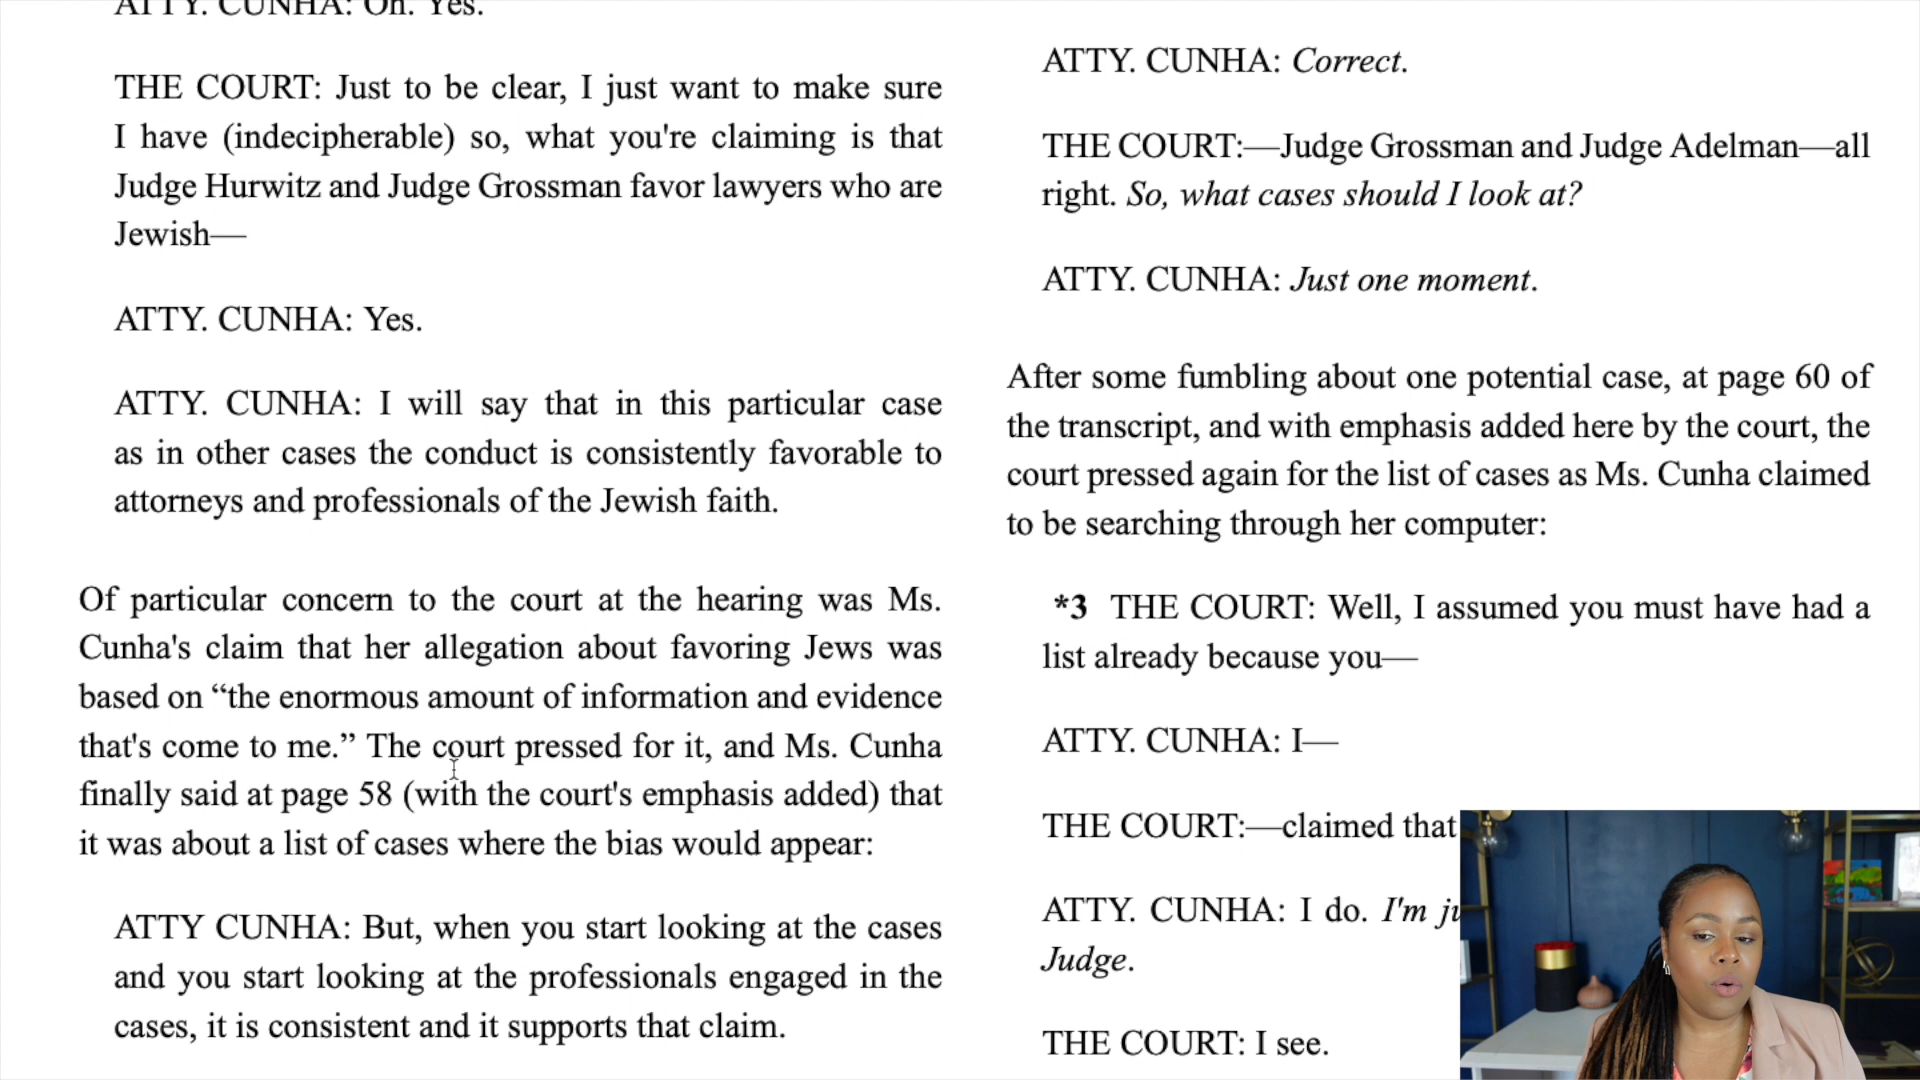 ATTY. CUNHA: Oh. Yes.
THE COURT: Just to be clear, I just want to make sure
I have (indecipherable) so, what you're claiming is that
Judge Hurwitz and Judge Grossman favor lawyers who are
Jewish—
ATTY. CUNHA: Yes.
ATTY. CUNHA: I will say that in this particular case
as in other cases the conduct is consistently favorable to
attorneys and professionals of the Jewish faith.
Of particular concern to the court at the hearing was Ms.
Cunha's claim that her allegation about favoring Jews was
based on “the enormous amount of information and evidence
that's come to me.” The court pressed for it, and Ms. Cunha
finally said at page 58 (with the court's emphasis added) that
it was about a list of cases where the bias would appear:
ATTY CUNHA: But, when you start looking at the cases
and you start looking at the professionals engaged in the
cases, it is consistent and it supports that claim.
ATTY. CUNHA: Correct.
THE COURT:—Judge Grossman and Judge Adelman—all
right. So, what cases should I look at?
ATTY. CUNHA: Just one moment.
After some fumbling about one potential case, at page 60 of
the transcript, and with emphasis added here by the court, the
court pressed again for the list of cases as Ms. Cunha claimed
to be searching through her computer:
*3 THE COURT: Well, I assumed you must have had a
list already because you—
ATTY. CUNHA: I—
THE COURT:—claimed that
ATTY. CUNHA: I do. I'm
Judge.
THE COURT: I see.